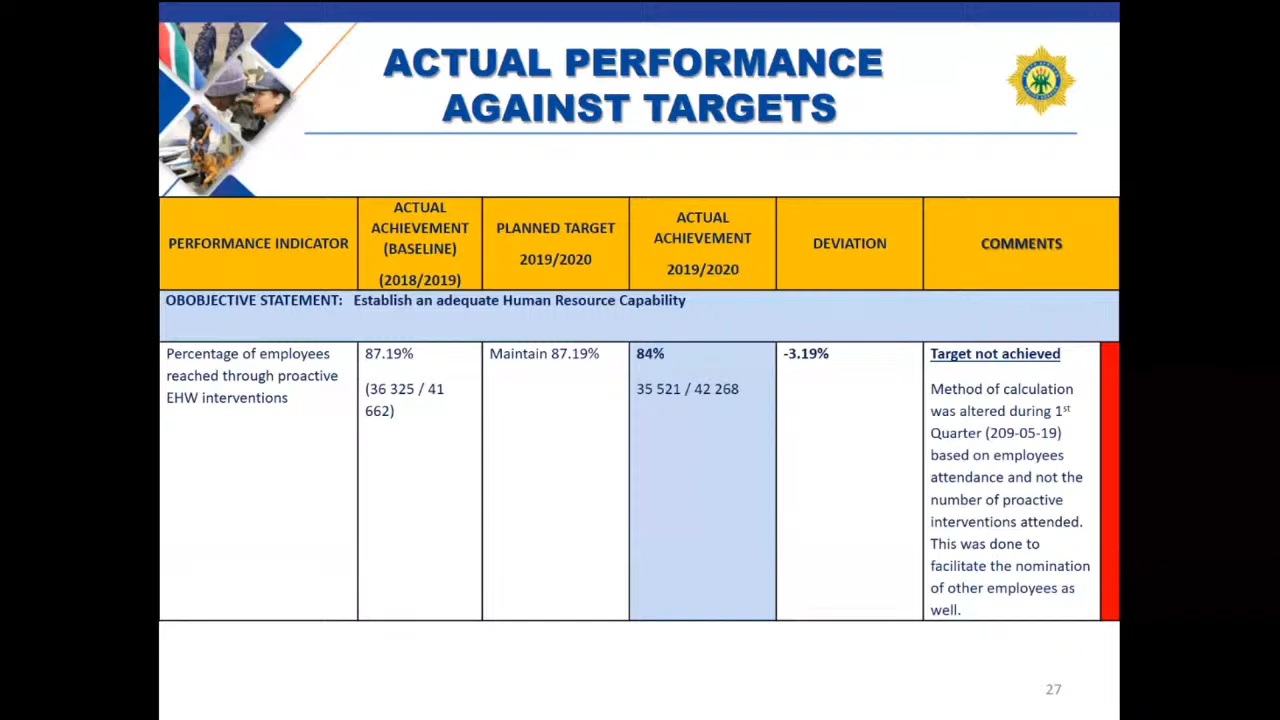 ACTUAL PERFORMANCE
AGAINST TARGETS
PERFORMANCE INDICATOR
ACTUAL
ACHIEVEMENT
(BASELINE)
(2018/2019)
PLANNED TARGET
2019/2020
ACTUAL
ACHIEVEMENT
2019/2020
DEVIATION
COMMENTS
OBOBJECTIVE STATEMENT: Establish an adequate Human Resource Capability
Percentage of employees
reached through proactive
EHW interventions
87.19%
(36 325 / 41
662)
Maintain 87.19%
84%
35 521 / 42 268
-3.19%
Target not achieved
Method of calculation
was altered during 1st
Quarter (209-05-19)
based on employees
attendance and not the
number of proactive
interventions attended.
This was done to
facilitate the nomination
of other employees as
well.
27